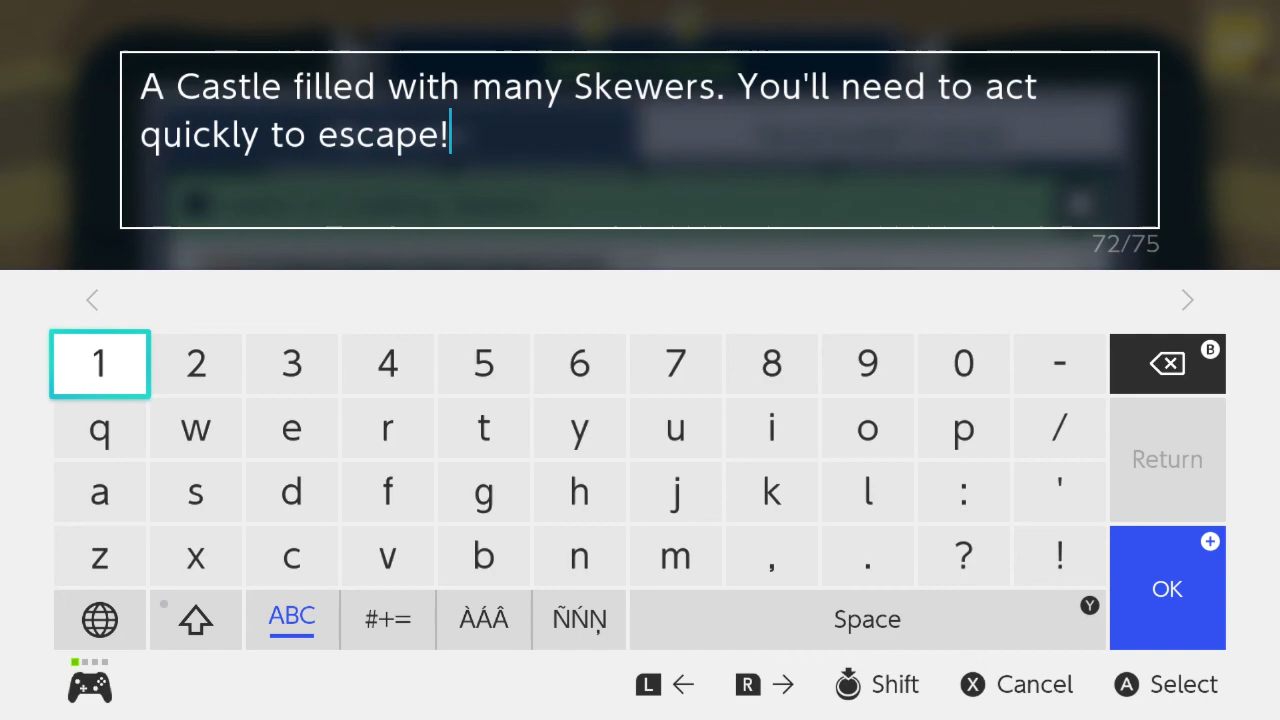 A Castle filled with many Skewers. You'll need to act
quickly to escape!
72/75
1 2 3 4 5 6 7 8 9 0 - B
q w e r t y u i o p / Return
a s d f g h j k l : '
z x c v b n m , . ? ! + OK
ABC #+= ÀÁÂ ÑŃŅ Space Y
L ← R → Shift X Cancel A Select